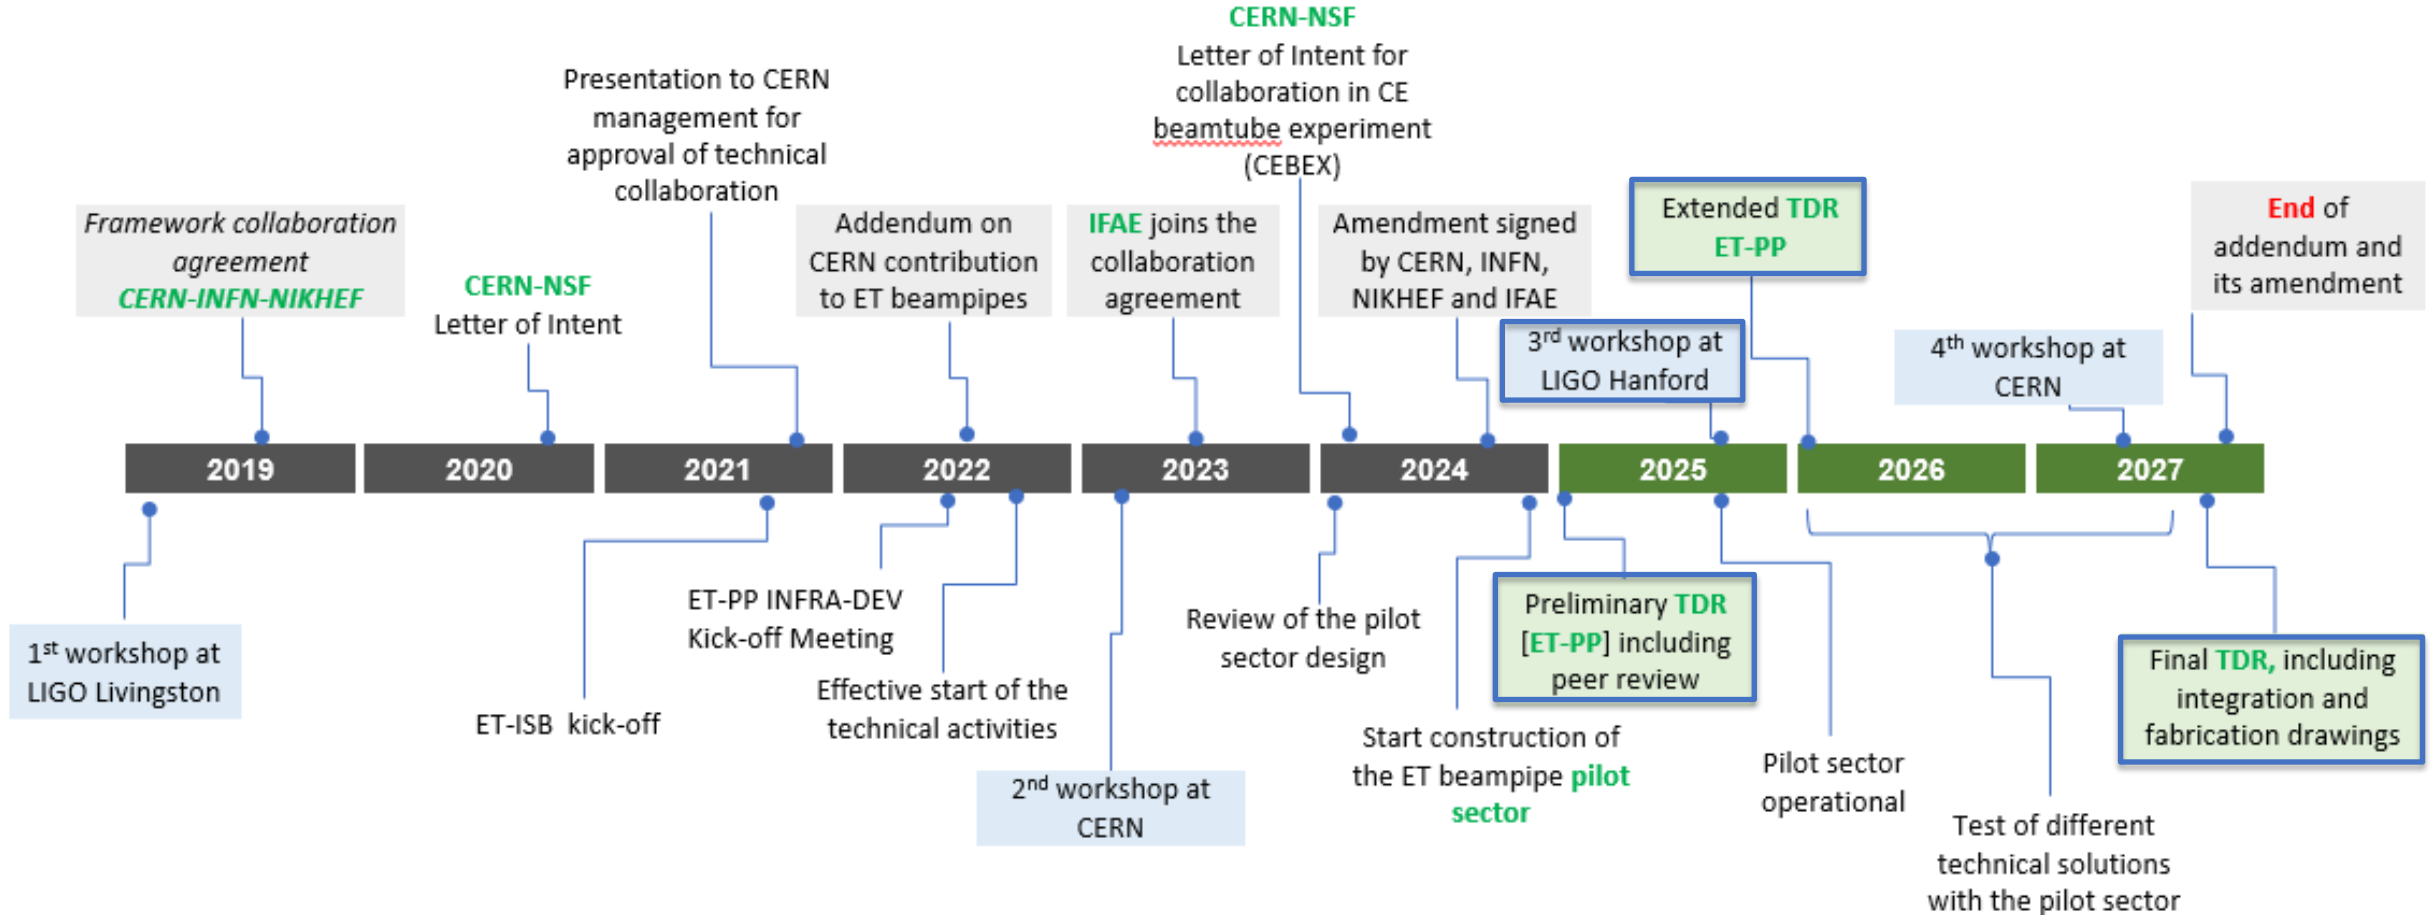 CERN-NSF
Letter of Intent for
collaboration in CE
beamtube experiment
(CEBEX)
Presentation to CERN
management for
approval of technical
collaboration
Framework collaboration
agreement
CERN-INFN-NIKHEF
CERN-NSF
Letter of Intent
Addendum on
CERN contribution
to ET beampipes
IFAE joins the
collaboration
agreement
Amendment signed
by CERN, INFN,
NIKHEF and IFAE
Extended TDR
ET-PP
End of
addendum and
its amendment
3rd workshop at
LIGO Hanford
4th workshop at
CERN
2019
2020
2021
2022
2023
2024
2025
2026
2027
1st workshop at
LIGO Livingston
ET-ISB kick-off
ET-PP INFRA-DEV
Kick-off Meeting
Effective start of the
technical activities
2nd workshop at
CERN
Review of the pilot
sector design
Start construction of
the ET beampipe pilot
sector
Preliminary TDR
[ET-PP] including
peer review
Pilot sector
operational
Test of different
technical solutions
with the pilot sector
Final TDR, including
integration and
fabrication drawings